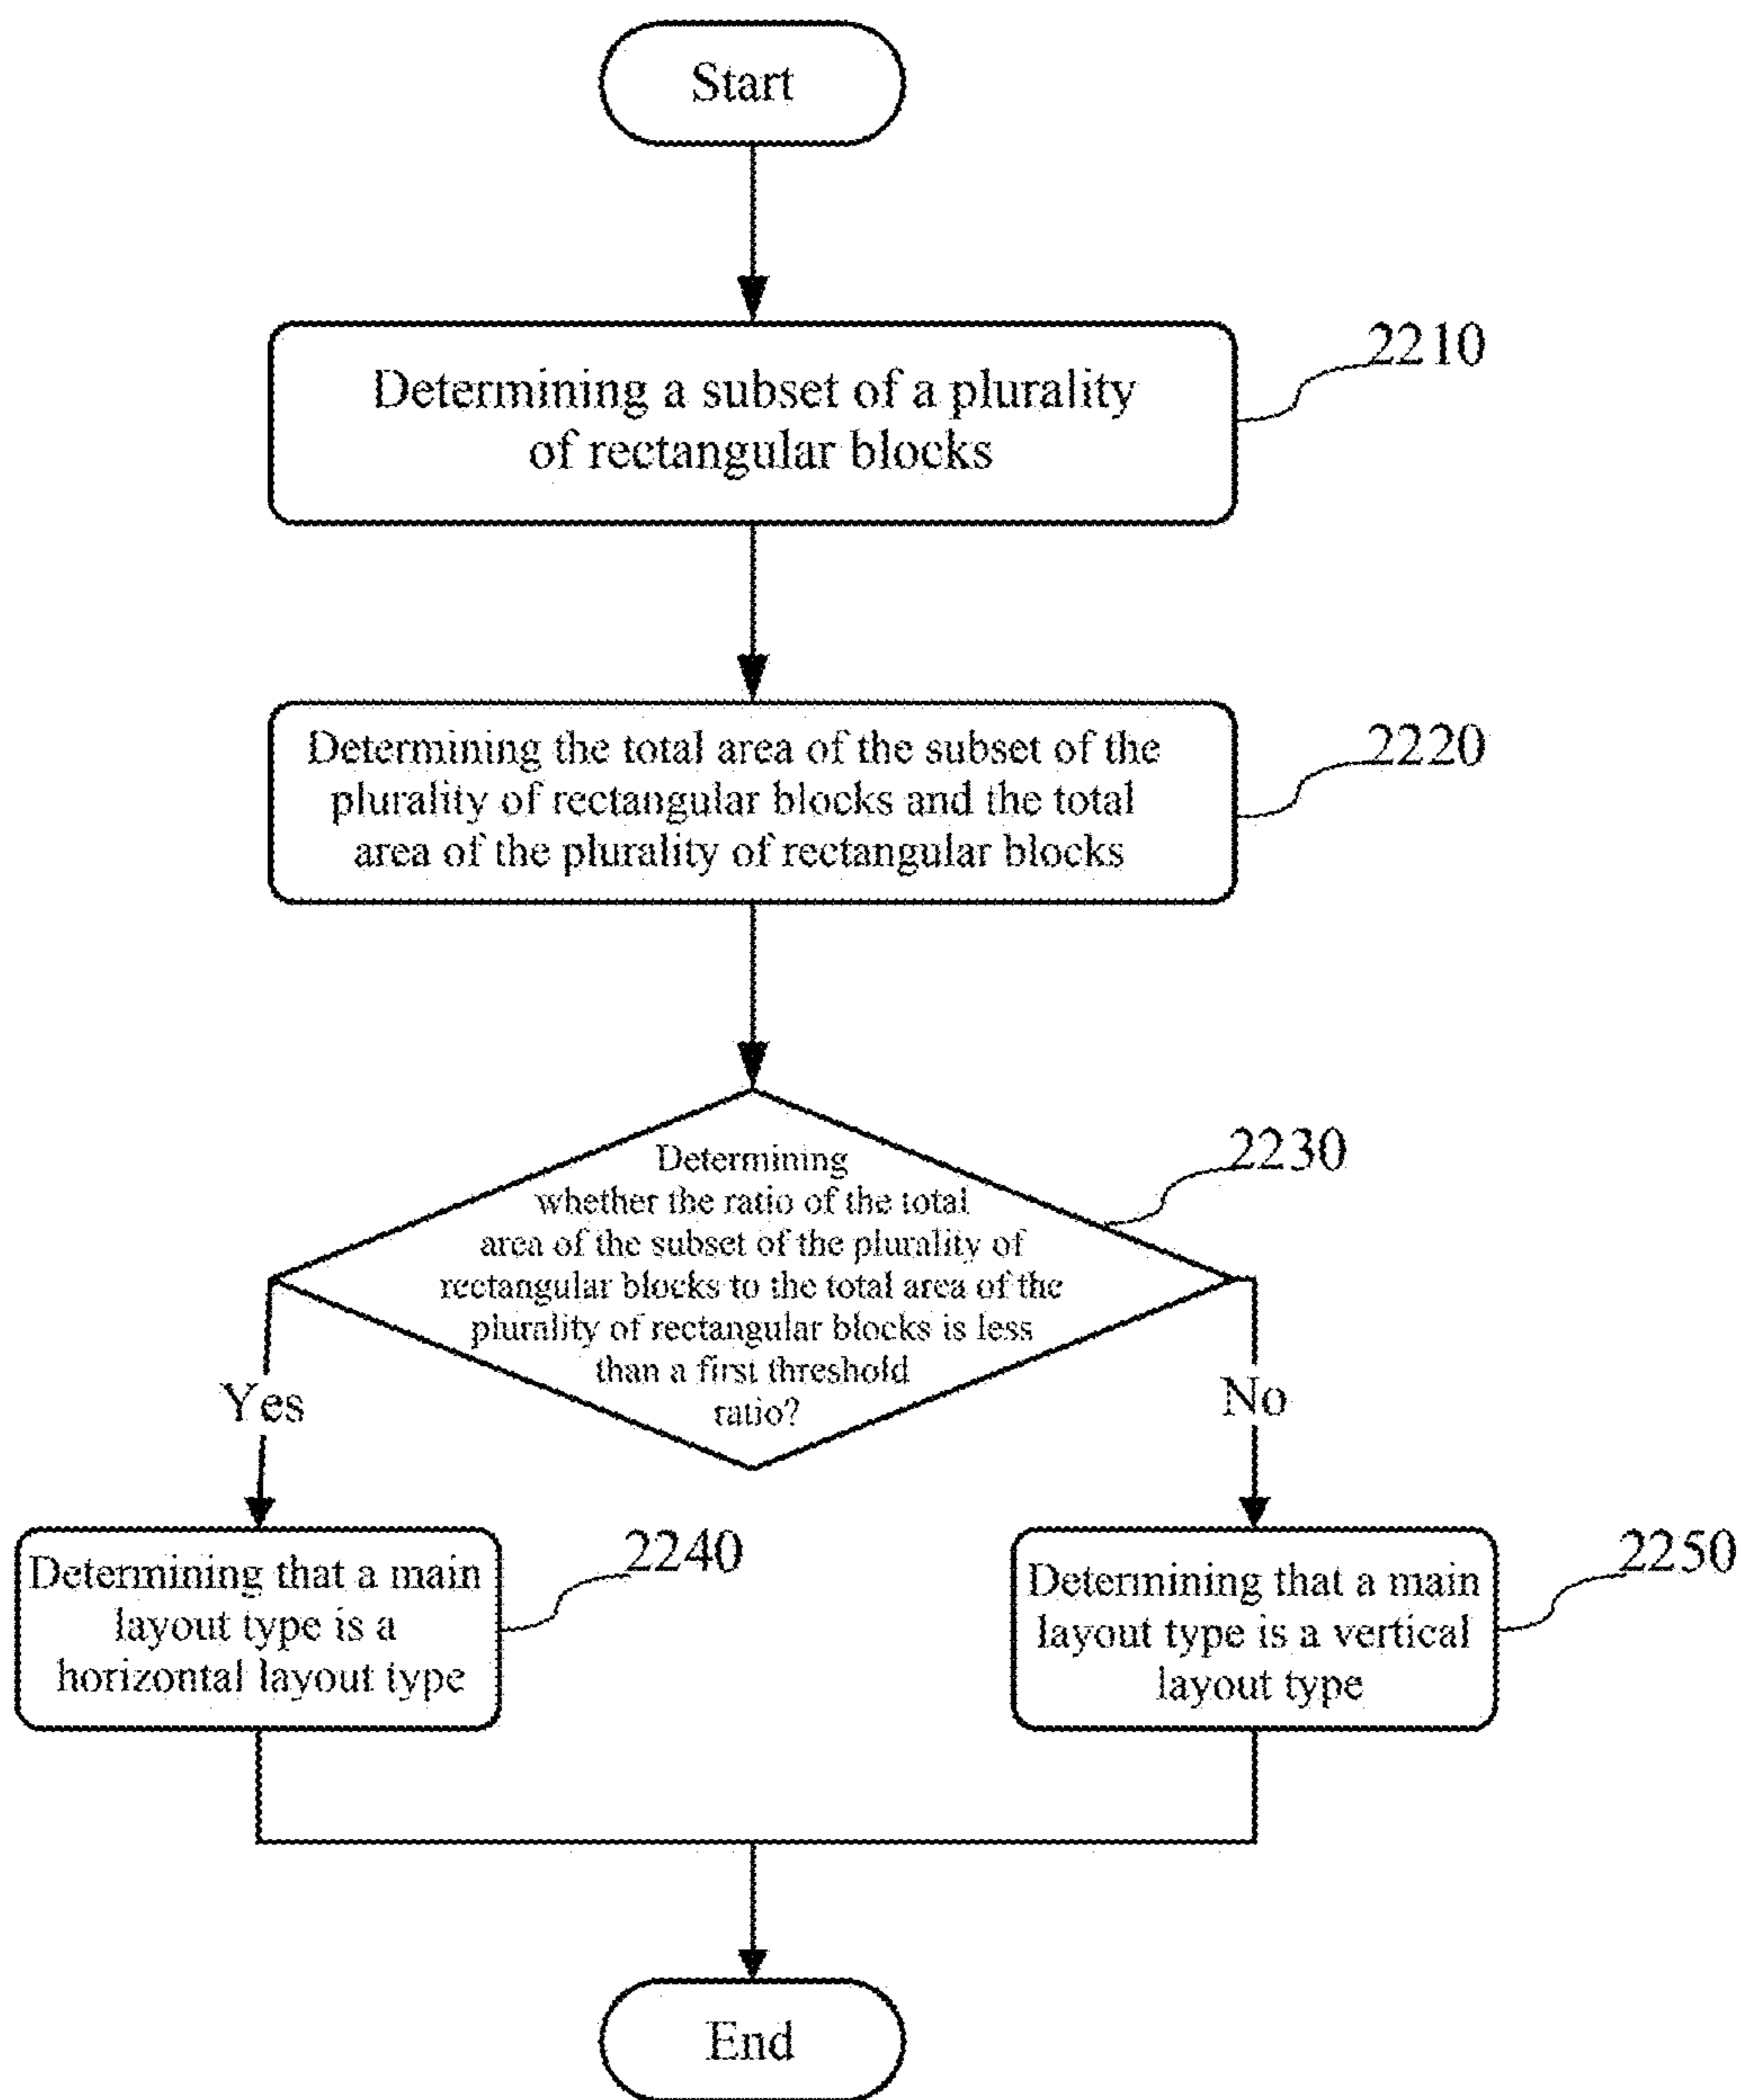 Start
Determining a subset of a plurality
of rectangular blocks
2210
Determining the total area of the subset of the
plurality of rectangular blocks and the total
area of the plurality of rectangular blocks
2220
Determining
whether the ratio of the total
area of the subset of the plurality of
rectangular blocks to the total area of the
plurality of rectangular blocks is less
than a first threshold
ratio?
2230
Yes
No
Determining that a main
layout type is a
horizontal layout type
2240
Determining that a main
layout type is a vertical
layout type
2250
End